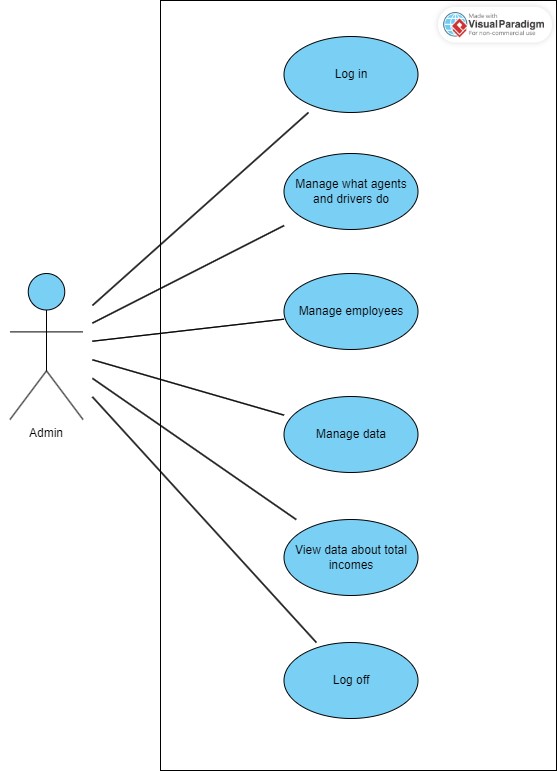 Made with
Visual Paradigm
For non-commercial use
Log in
Manage what agents
and drivers do
Manage employees
Admin
Manage data
View data about total
incomes
Log off